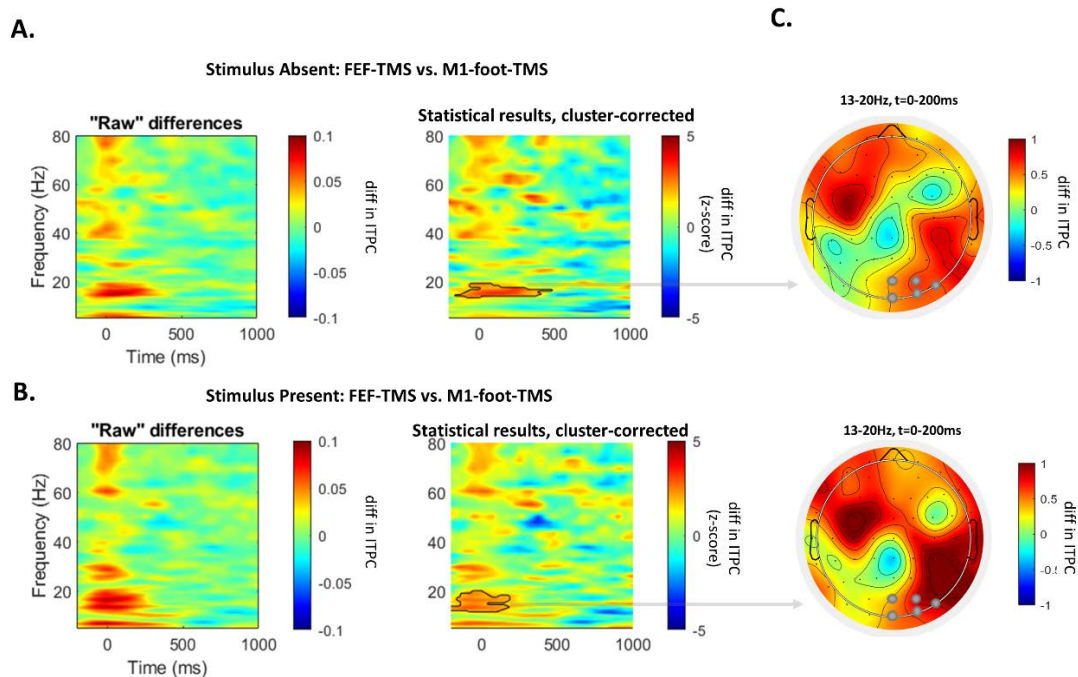 A.
C.
Stimulus Absent: FEF-TMS vs. M1-foot-TMS
"Raw" differences
Statistical results, cluster-corrected
13-20Hz, t=0-200ms
80
60
40
20
Frequency (Hz)
0
500
1000
Time (ms)
0.1
0.05
0
-0.05
-0.1
diff in ITPC
80
60
40
20
0
500
1000
5
0
-5
diff in ITPC
(z-score)
1
0.5
0
-0.5
-1
B.
Stimulus Present: FEF-TMS vs. M1-foot-TMS
"Raw" differences
Statistical results, cluster-corrected
13-20Hz, t=0-200ms
80
60
40
20
Frequency (Hz)
0
500
1000
Time (ms)
0.1
0.05
0
-0.05
-0.1
diff in ITPC
80
60
40
20
0
500
1000
5
0
-5
diff in ITPC
(z-score)
1
0.5
0
-0.5
-1